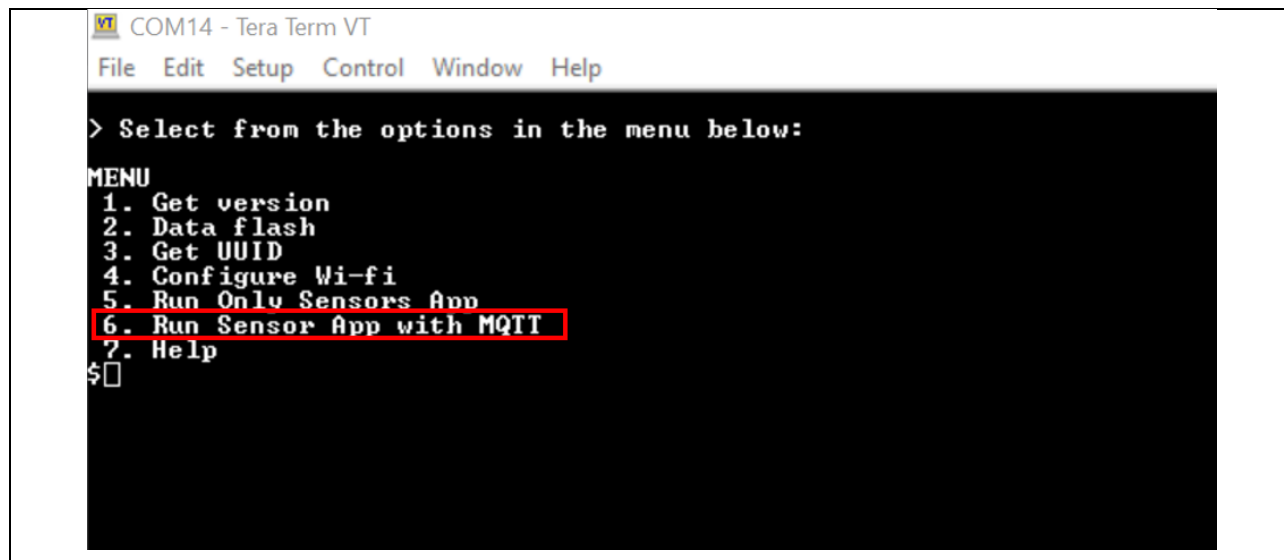 VT COM14 - Tera Term VT
File Edit Setup Control Window Help
> Select from the options in the menu below:
MENU
1. Get version
2. Data flash
3. Get UUID
4. Configure Wi-fi
5. Run Only Sensors App
6. Run Sensor App with MQTT
7. Help
$